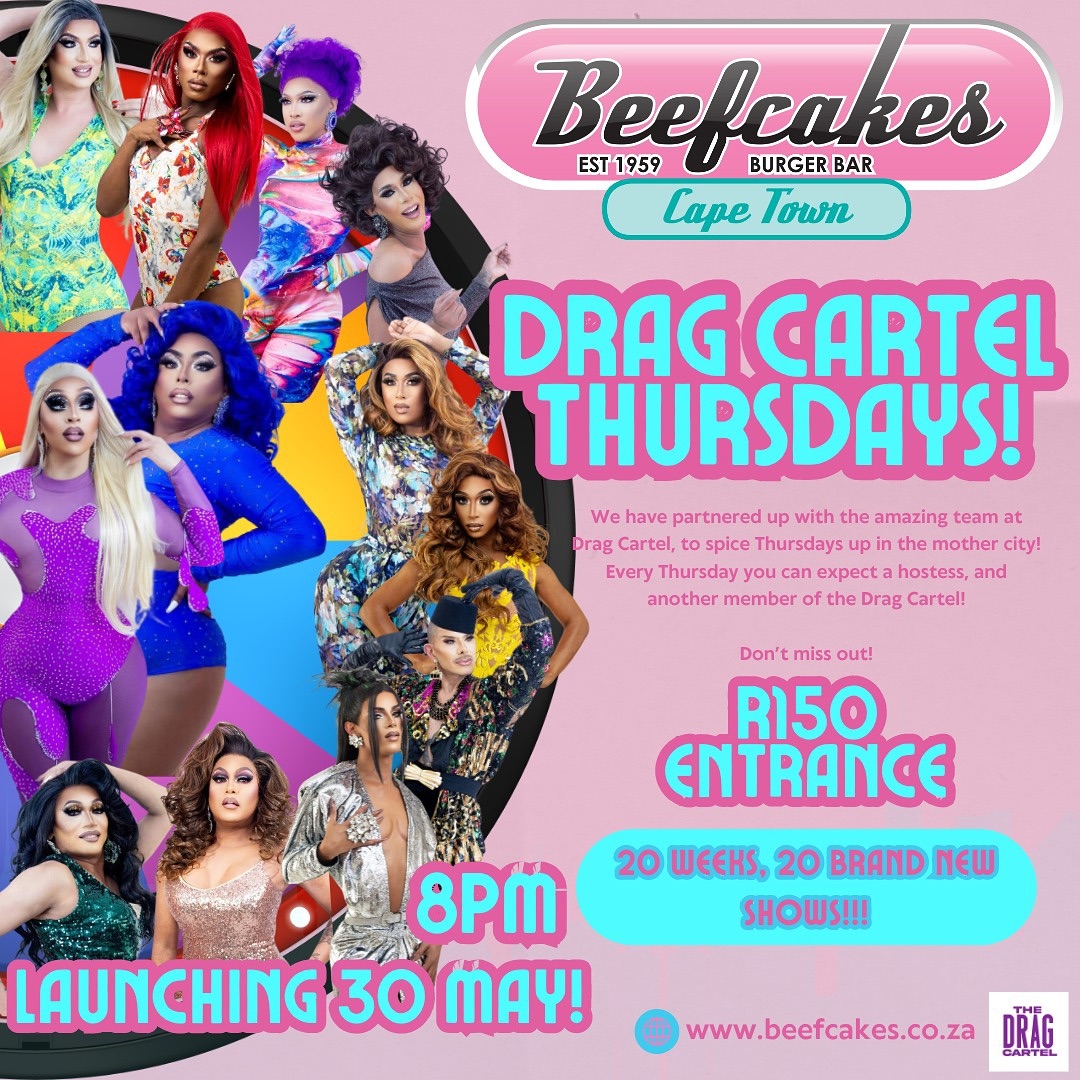 Beefcakes
EST 1959 BURGER BAR
Cape Town
DRAG CARTEL
THURSDAYS!
We have partnered up with the amazing team at
Drag Cartel, to spice Thursdays up in the mother city!
Every Thursday you can expect a hostess, and
another member of the Drag Cartel!
Don't miss out!
R150
ENTRANCE
20 WEEKS, 20 BRAND NEW
SHOWS!!!
8PM
LAUNCHING 30 MAY!
www.beefcakes.co.za
THE
DRAG
CARTEL